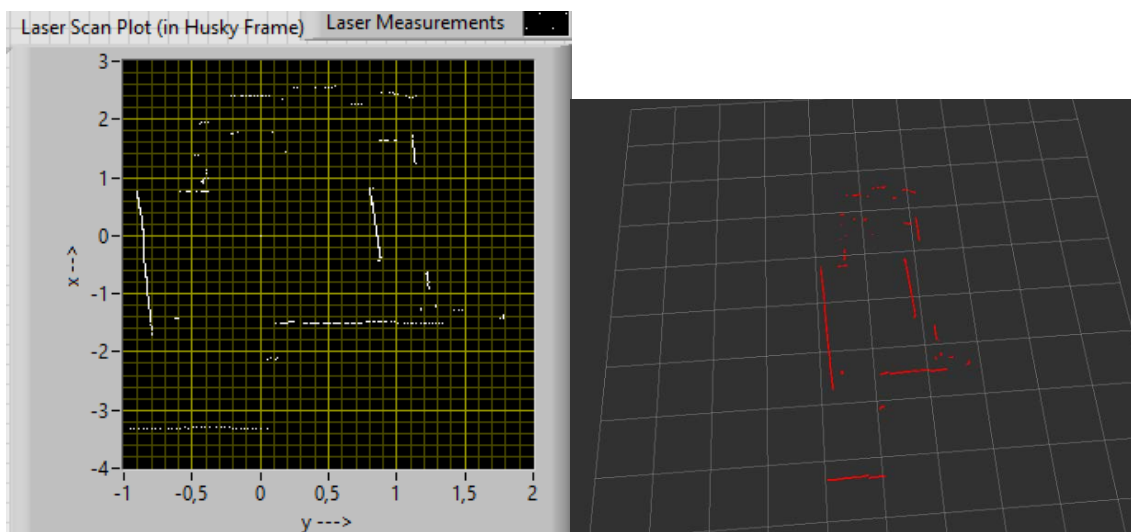 Laser Scan Plot (in Husky Frame) Laser Measurements
3
2
1
0
-1
-2
-3
-4
x --->
-1 -0,5 0 0,5 1 1,5 2
y --->